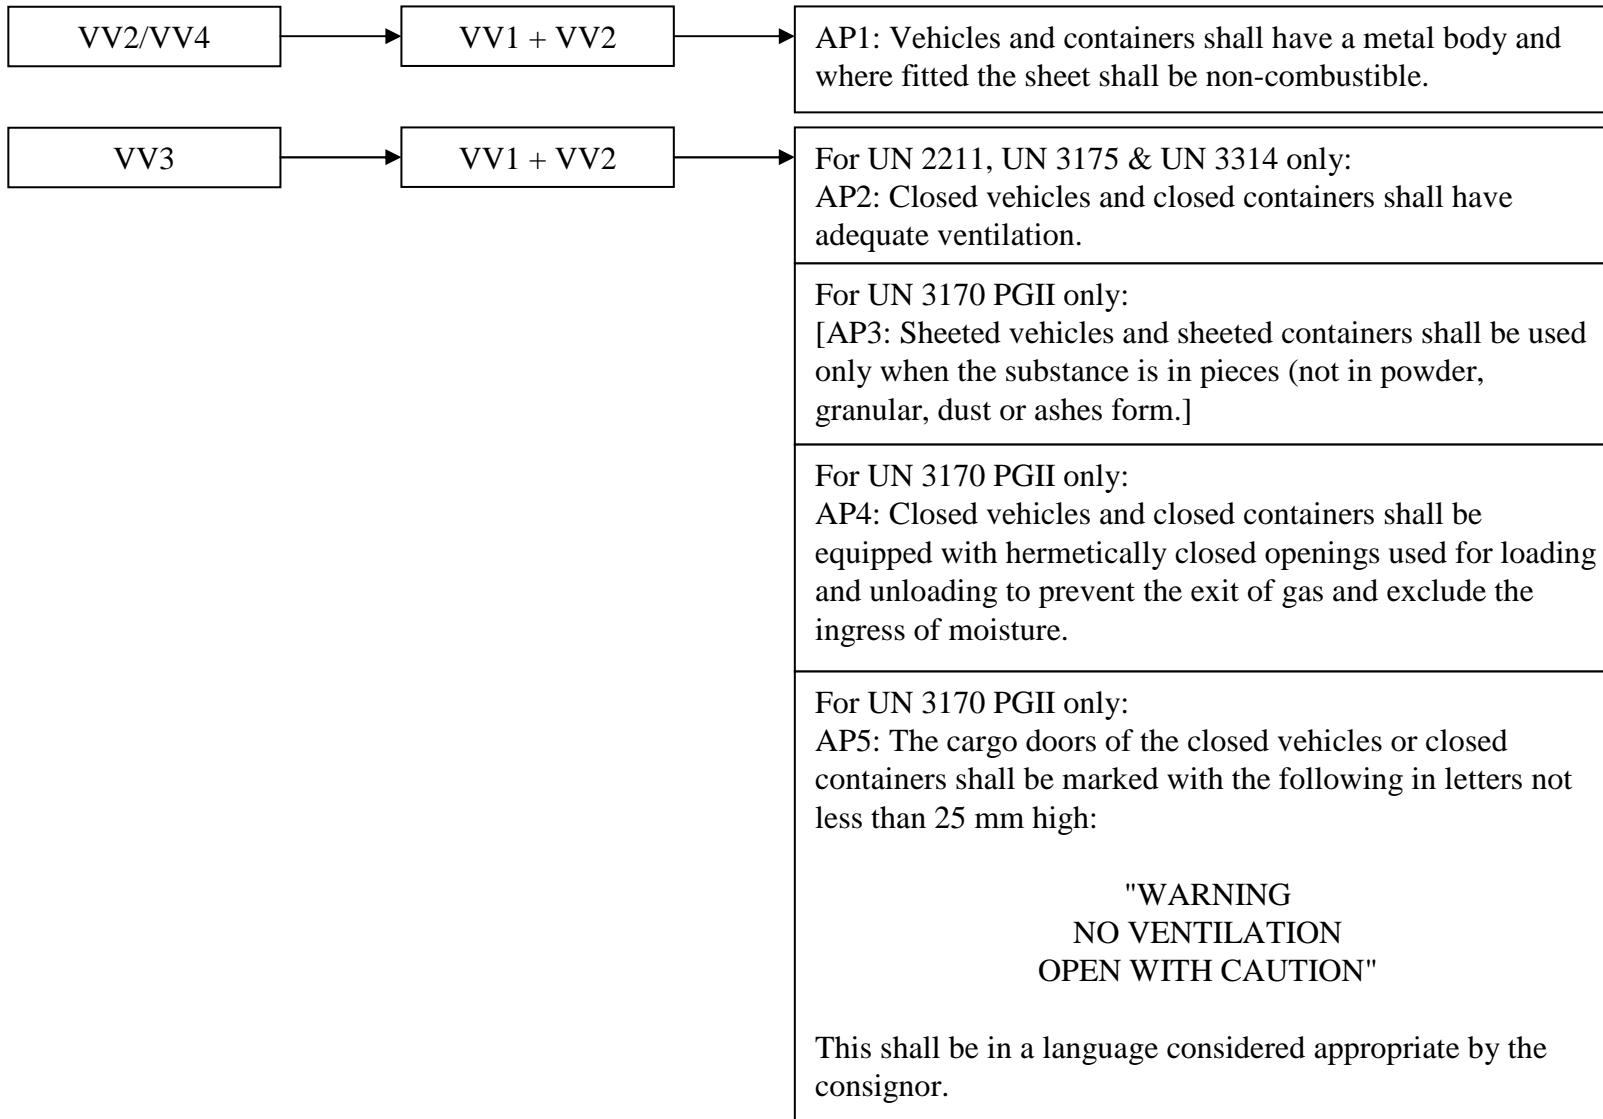 VV2/VV4
VV1 + VV2
AP1: Vehicles and containers shall have a metal body and
where fitted the sheet shall be non-combustible.
VV3
VV1 + VV2
For UN 2211, UN 3175 & UN 3314 only:
AP2: Closed vehicles and closed containers shall have
adequate ventilation.
For UN 3170 PGII only:
[AP3: Sheeted vehicles and sheeted containers shall be used
only when the substance is in pieces (not in powder,
granular, dust or ashes form.]
For UN 3170 PGII only:
AP4: Closed vehicles and closed containers shall be
equipped with hermetically closed openings used for loading
and unloading to prevent the exit of gas and exclude the
ingress of moisture.
For UN 3170 PGII only:
AP5: The cargo doors of the closed vehicles or closed
containers shall be marked with the following in letters not
less than 25 mm high:
"WARNING
NO VENTILATION
OPEN WITH CAUTION"
This shall be in a language considered appropriate by the
consignor.